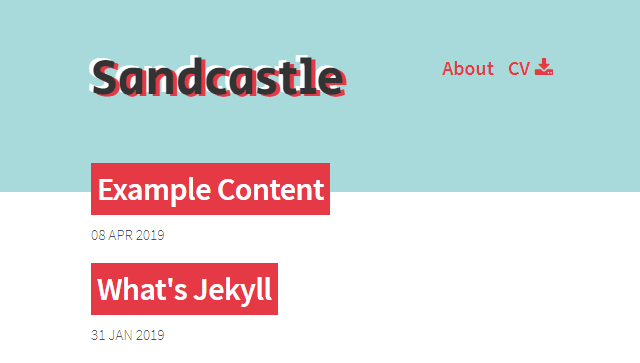 Sandcastle
About CV
Example Content
08 APR 2019
What's Jekyll
31 JAN 2019